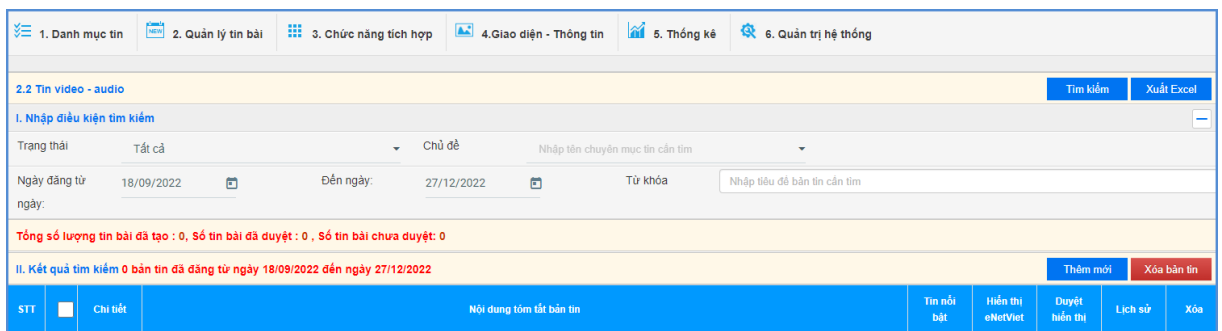 1. Danh mục tin NEW 2. Quản lý tin bài 3. Chức năng tích hợp 4.Giao diện - Thông tin 5. Thống kê 6. Quản trị hệ thống
2.2 Tin video - audio Tìm kiếm Xuất Excel
I. Nhập điều kiện tìm kiếm
Trạng thái Tất cả Chủ đề Nhập tên chuyên mục tin cần tìm
Ngày đăng từ 18/09/2022 Đến ngày: 27/12/2022 Từ khóa Nhập tiêu đề bản tin cần tìm
ngày:
Tổng số lượng tin bài đã tạo : 0, Số tin bài đã duyệt : 0 , Số tin bài chưa duyệt: 0
II. Kết quả tìm kiếm 0 bản tin đã đăng từ ngày 18/09/2022 đến ngày 27/12/2022 Thêm mới Xóa bản tin
STT Chi tiết Nội dung tóm tắt bản tin Tin nổi Hiển thị Duyệt Lịch sử Xóa
bật eNetViet hiển thị